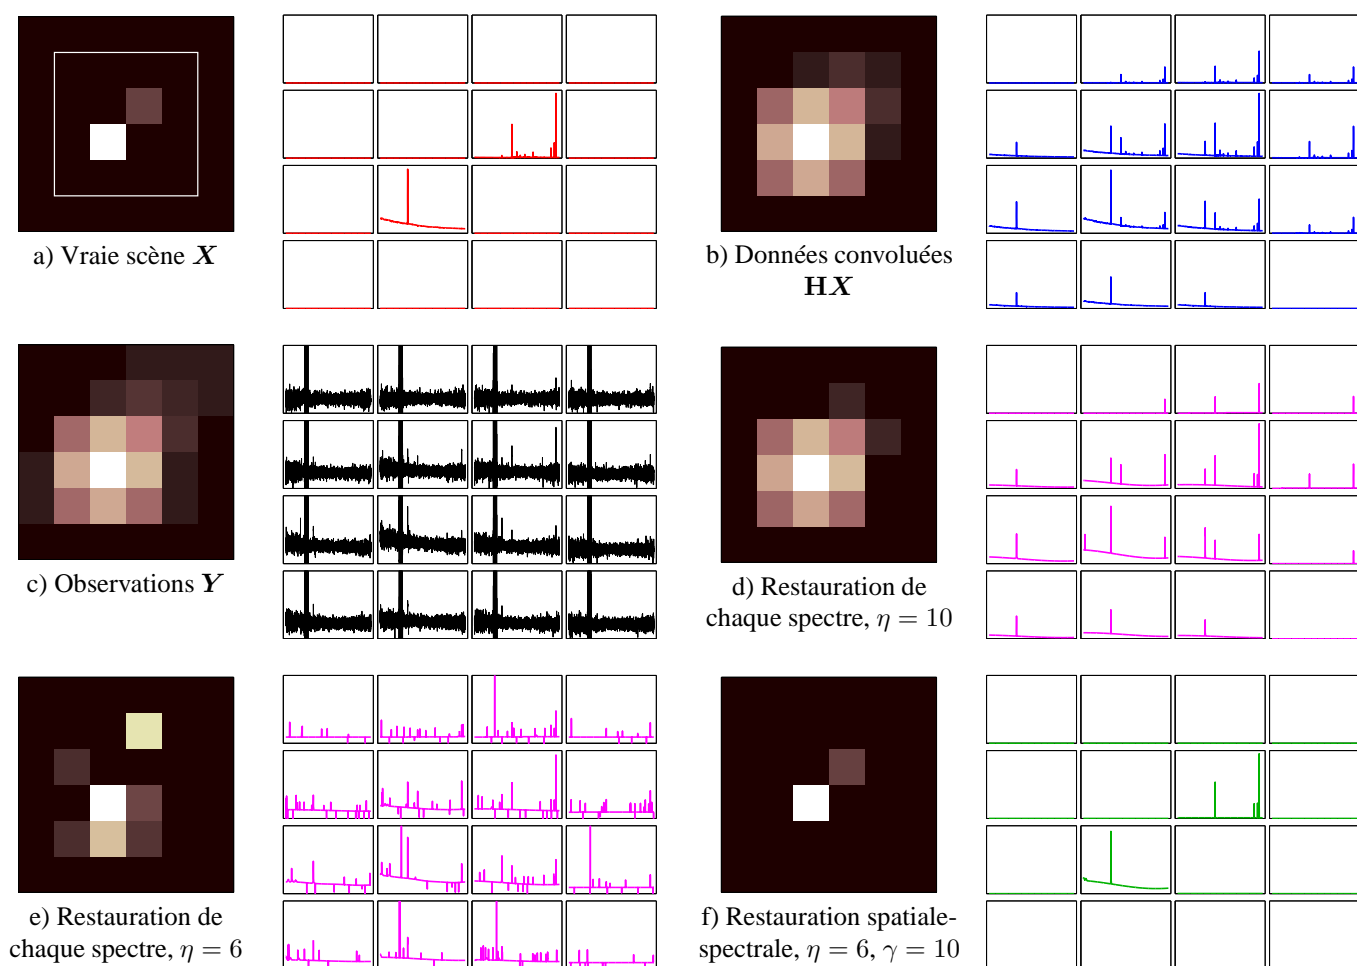 a) Vraie scène X
b) Données convoluées
HX
c) Observations Y
d) Restauration de
chaque spectre, η = 10
e) Restauration de
chaque spectre, η = 6
f) Restauration spatiale-
spectrale, η = 6, γ = 10